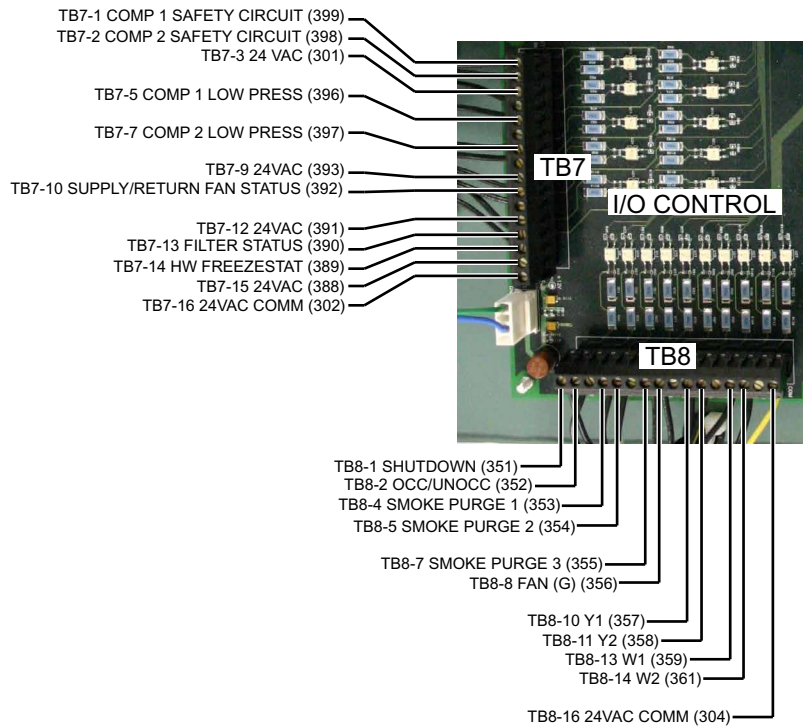 TB7-1 COMP 1 SAFETY CIRCUIT (399)
TB7-2 COMP 2 SAFETY CIRCUIT (398)
TB7-3 24 VAC (301)
TB7-5 COMP 1 LOW PRESS (396)
TB7-7 COMP 2 LOW PRESS (397)
TB7-9 24VAC (393)
TB7-10 SUPPLY/RETURN FAN STATUS (392)
TB7-12 24VAC (391)
TB7-13 FILTER STATUS (390)
TB7-14 HW FREEZESTAT (389)
TB7-15 24VAC (388)
TB7-16 24VAC COMM (302)
TB7
I/O CONTROL
TB8
TB8-1 SHUTDOWN (351)
TB8-2 OCC/UNOCC (352)
TB8-4 SMOKE PURGE 1 (353)
TB8-5 SMOKE PURGE 2 (354)
TB8-7 SMOKE PURGE 3 (355)
TB8-8 FAN (G) (356)
TB8-10 Y1 (357)
TB8-11 Y2 (358)
TB8-13 W1 (359)
TB8-14 W2 (361)
TB8-16 24VAC COMM (304)